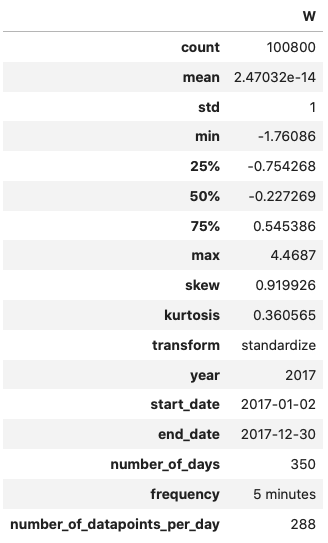 W
count 100800
mean 2.47032e-14
std 1
min -1.76086
25% -0.754268
50% -0.227269
75% 0.545386
max 4.4687
skew 0.919926
kurtosis 0.360565
transform standardize
year 2017
start_date 2017-01-02
end_date 2017-12-30
number_of_days 350
frequency 5 minutes
number_of_datapoints_per_day 288